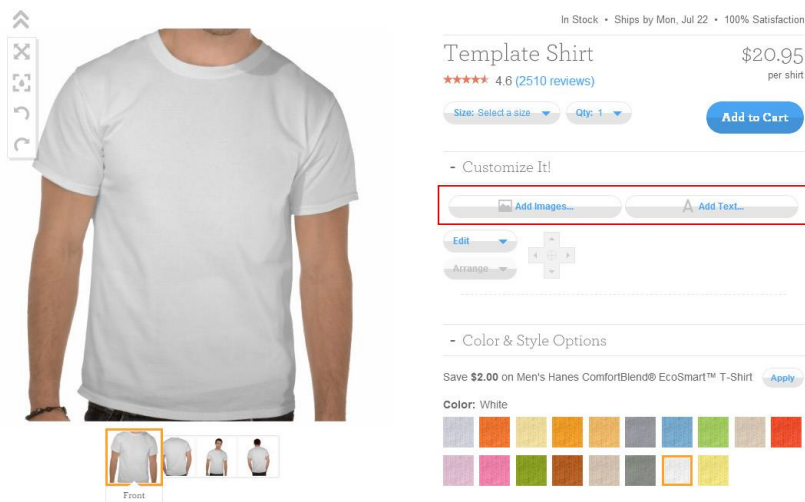 In Stock • Ships by Mon, Jul 22 • 100% Satisfaction
Template Shirt
$20.95
per shirt
4.6 (2510 reviews)
Size: Select a size
Qty: 1
Add to Cart
- Customize It!
Add Images...
A Add Text...
Edit
Arrange
- Color & Style Options
Save $2.00 on Men's Hanes ComfortBlend® EcoSmart™ T-Shirt
Apply
Color: White
Front